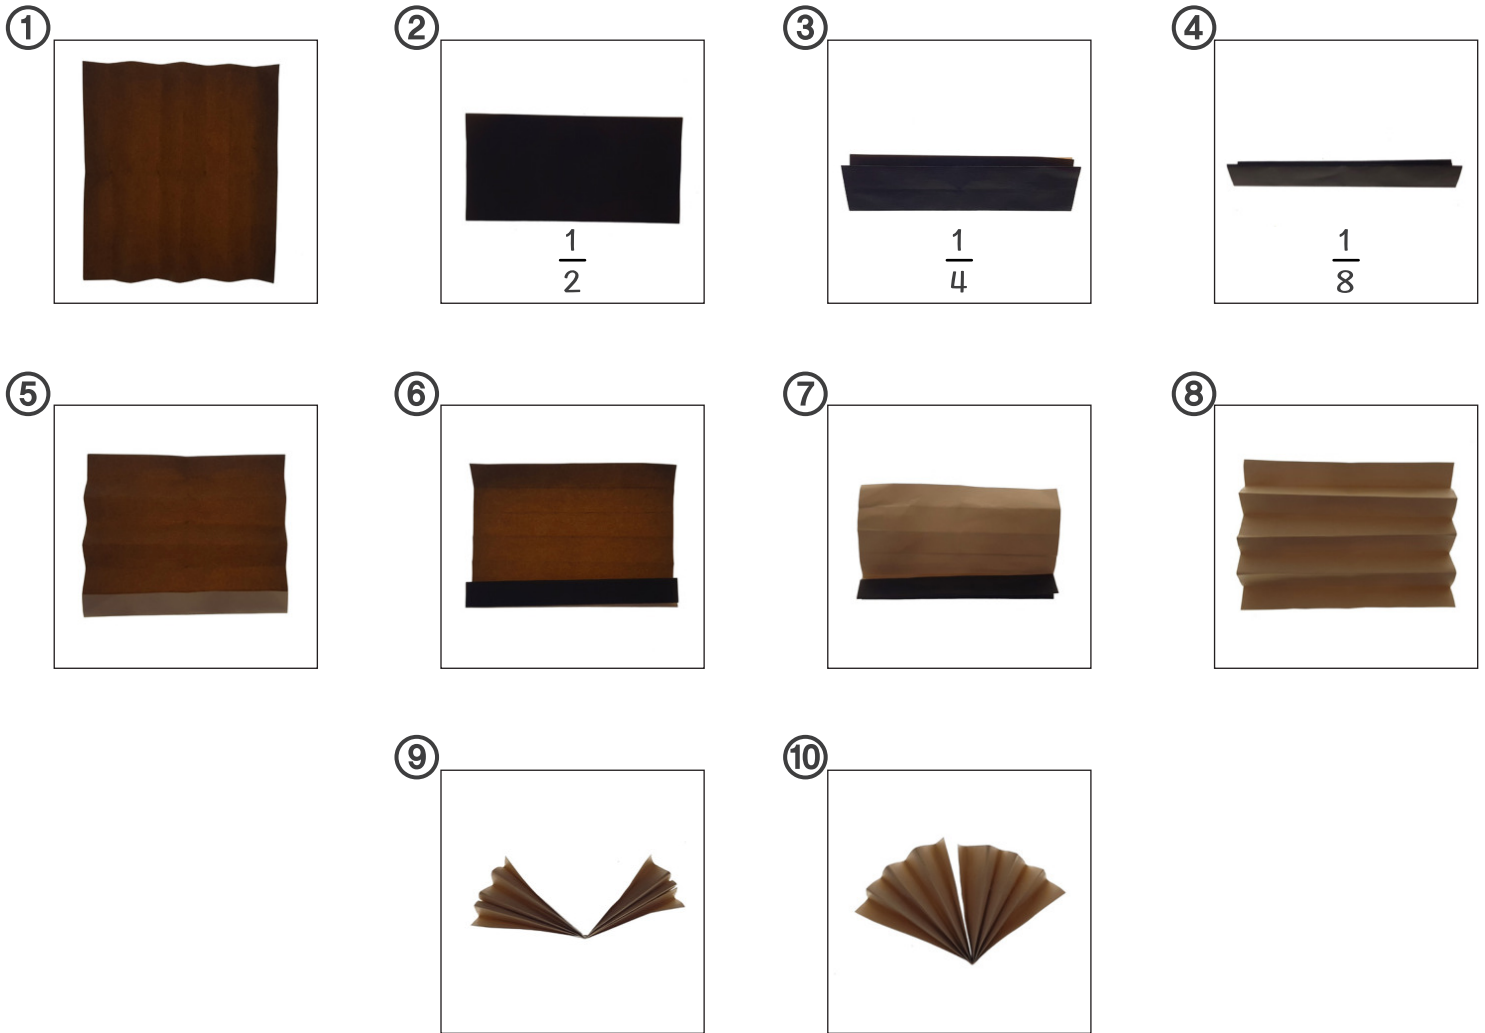 ① ② ③ ④
1/2 1/4 1/8
⑤ ⑥ ⑦ ⑧
⑨ ⑩